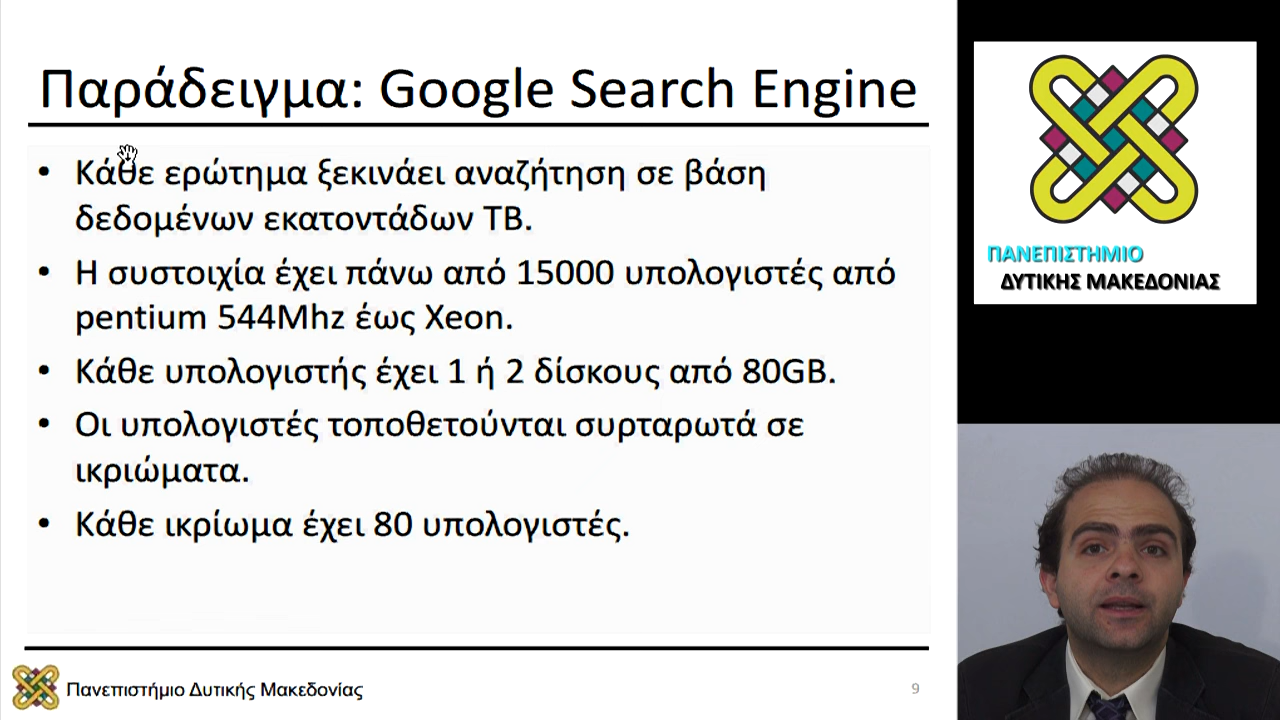 Παράδειγμα: Google Search Engine
• Κάθε ερώτημα ξεκινάει αναζήτηση σε βάση
δεδομένων εκατοντάδων TB.
• Η συστοιχία έχει πάνω από 15000 υπολογιστές από
pentium 544Mhz έως Xeon.
• Κάθε υπολογιστής έχει 1 ή 2 δίσκους από 80GB.
• Οι υπολογιστές τοποθετούνται συρταρωτά σε
ικριώματα.
• Κάθε ικρίωμα έχει 80 υπολογιστές.
Πανεπιστήμιο Δυτικής Μακεδονίας
9
ΠΑΝΕΠΙΣΤΗΜΙΟ
ΔΥΤΙΚΗΣ ΜΑΚΕΔΟΝΙΑΣ